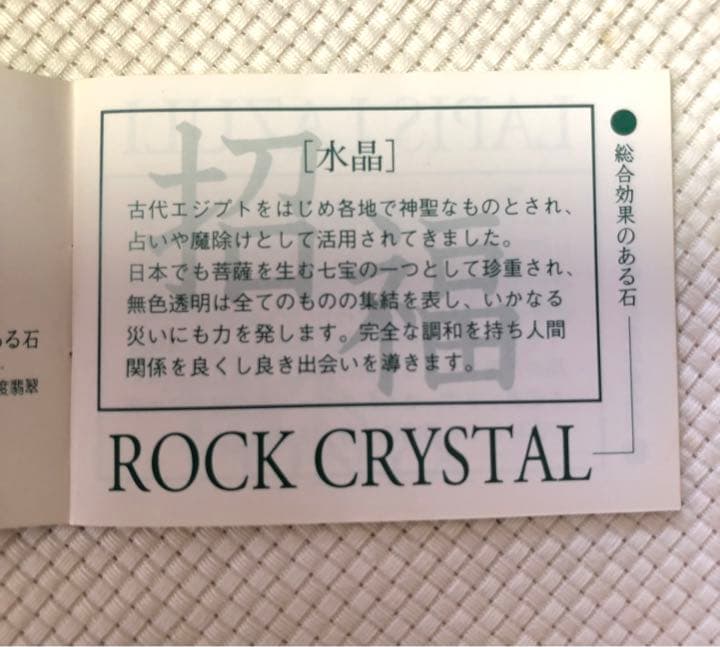 [水晶]
招福
古代エジプトをはじめ各地で神聖なものとされ、
占いや魔除けとして活用されてきました。
日本でも菩薩を生む七宝の一つとして珍重され、
無色透明は全てのものの集結を表し、いかなる
災いにも力を発します。完全な調和を持ち人間
関係を良くし良き出会いを導きます。
ROCK CRYSTAL
総合効果のある石
ある石
翡翠